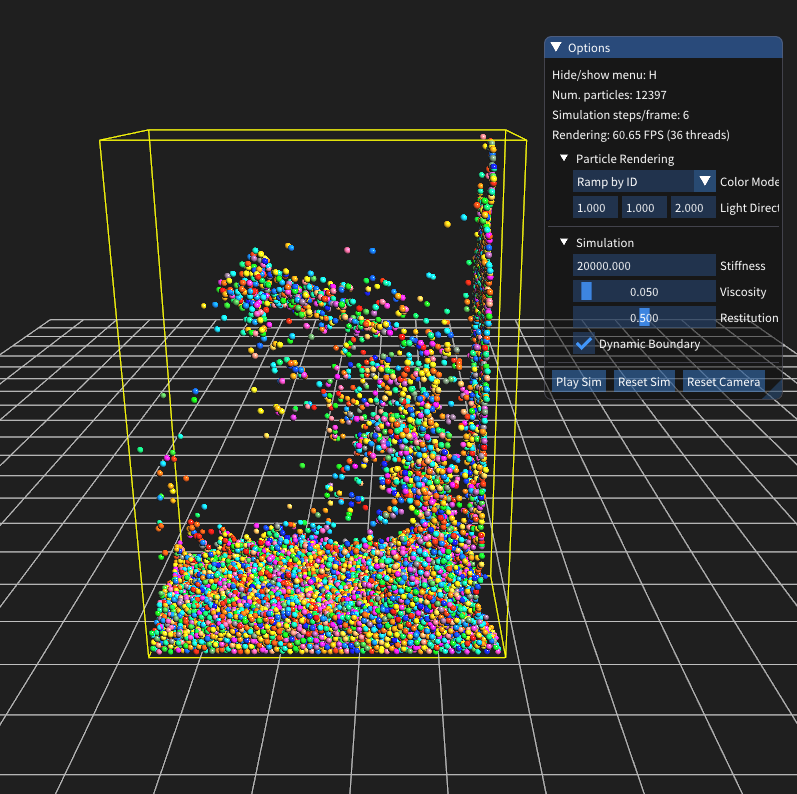 Options
Hide/show menu: H
Num. particles: 12397
Simulation steps/frame: 6
Rendering: 60.65 FPS (36 threads)
Particle Rendering
Ramp by ID Color Mode
1.000 1.000 2.000 Light Direct
Simulation
20000.000 Stiffness
0.050 Viscosity
0.500 Restitution
Dynamic Boundary
Play Sim Reset Sim Reset Camera